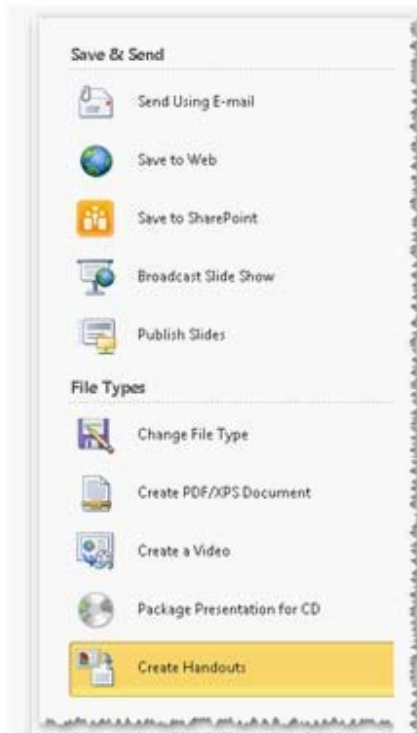 Save & Send
Send Using E-mail
Save to Web
Save to SharePoint
Broadcast Slide Show
Publish Slides
File Types
Change File Type
Create PDF/XPS Document
Create a Video
Package Presentation for CD
Create Handouts